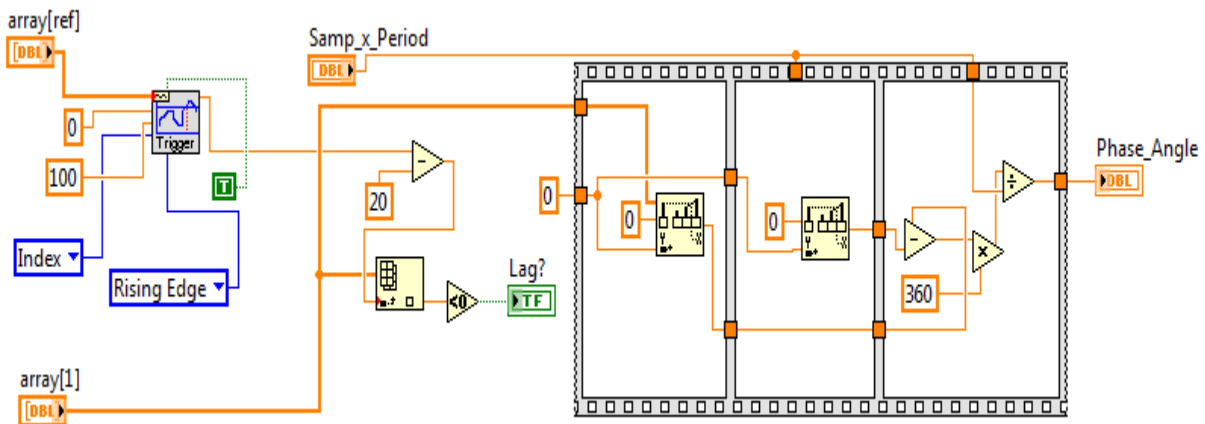 array[ref]
[DBL]
0
Trigger
100
T
Index
Rising Edge
Samp_x_Period
DBL
20
<0
Lag?
TF
array[1]
[DBL]
0
0
0
360
Phase_Angle
DBL